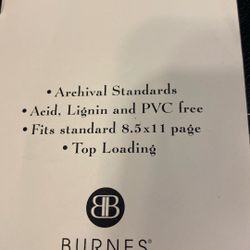 • Archival Standards
• Acid, Lignin and PVC free
• Fits standard 8.5x11 page
• Top Loading
BB
BURNES®